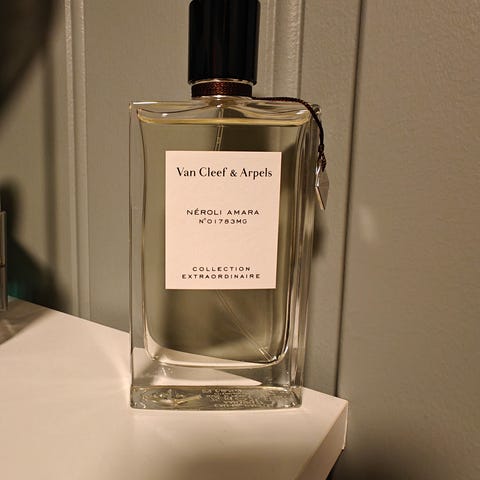 Van Cleef & Arpels
NÉROLI AMARA
N°01783MG
COLLECTION
EXTRAORDINAIRE